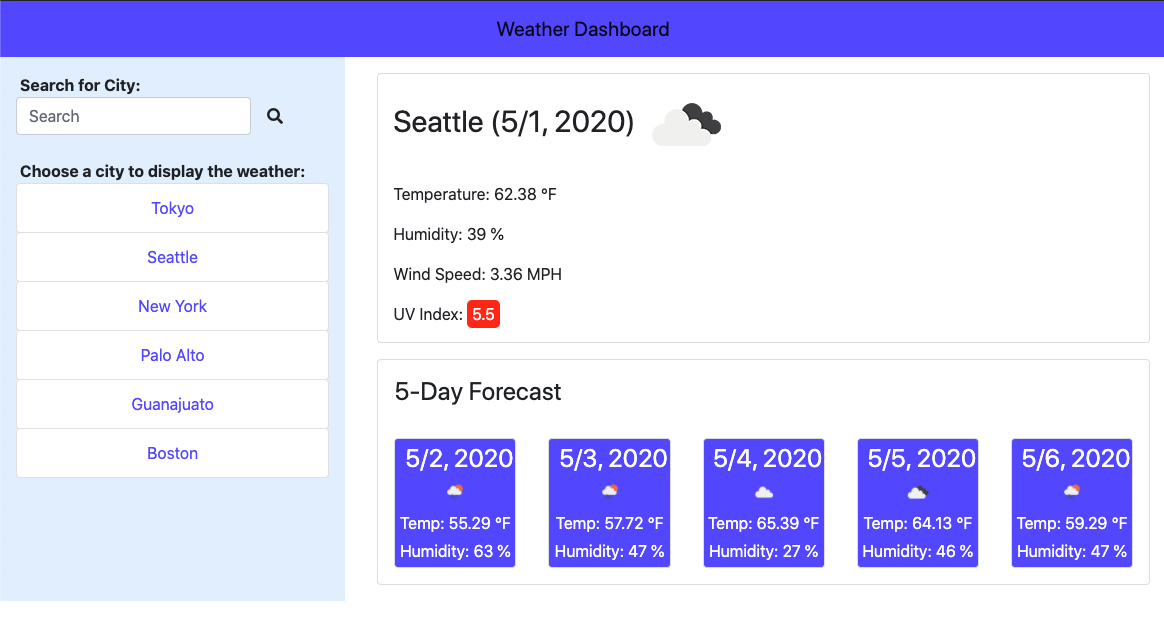 Weather Dashboard
Search for City:
Search
Choose a city to display the weather:
Tokyo
Seattle
New York
Palo Alto
Guanajuato
Boston
Seattle (5/1, 2020)
Temperature: 62.38 °F
Humidity: 39 %
Wind Speed: 3.36 MPH
UV Index: 5.5
5-Day Forecast
5/2, 2020
Temp: 55.29 °F
Humidity: 63 %
5/3, 2020
Temp: 57.72 °F
Humidity: 47 %
5/4, 2020
Temp: 65.39 °F
Humidity: 27 %
5/5, 2020
Temp: 64.13 °F
Humidity: 46 %
5/6, 2020
Temp: 59.29 °F
Humidity: 47 %